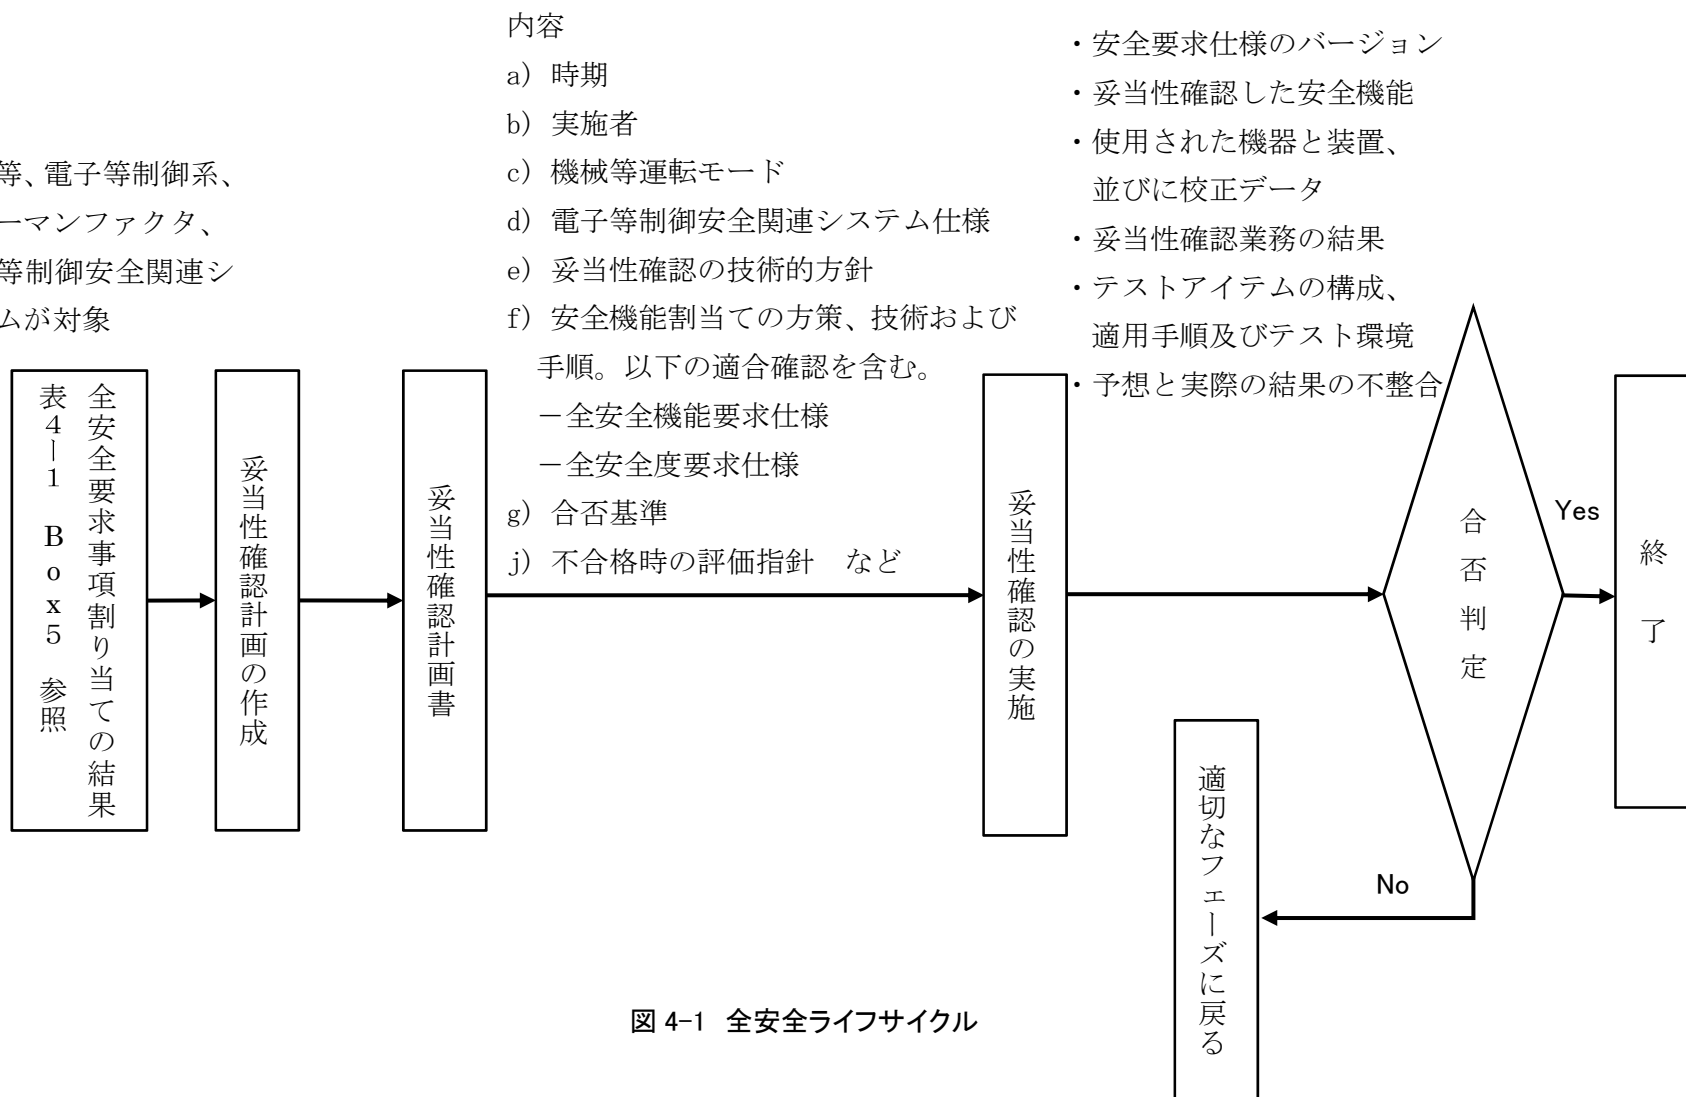 等、電子等制御系、
ーマンファクタ、
等制御安全関連シ
ムが対象
全安全要求事項割り当ての結果
表4－1 Box5 参照
妥当性確認計画の作成
妥当性確認計画書
内容
a) 時期
b) 実施者
c) 機械等運転モード
d) 電子等制御安全関連システム仕様
e) 妥当性確認の技術的方針
f) 安全機能割当ての方策、技術および
手順。以下の適合確認を含む。
－全安全機能要求仕様
－全安全度要求仕様
g) 合否基準
j) 不合格時の評価指針　など
妥当性確認の実施
・安全要求仕様のバージョン
・妥当性確認した安全機能
・使用された機器と装置、
並びに校正データ
・妥当性確認業務の結果
・テストアイテムの構成、
適用手順及びテスト環境
・予想と実際の結果の不整合
合否判定
Yes
終了
No
適切なフェーズに戻る
図 4-1 全安全ライフサイクル